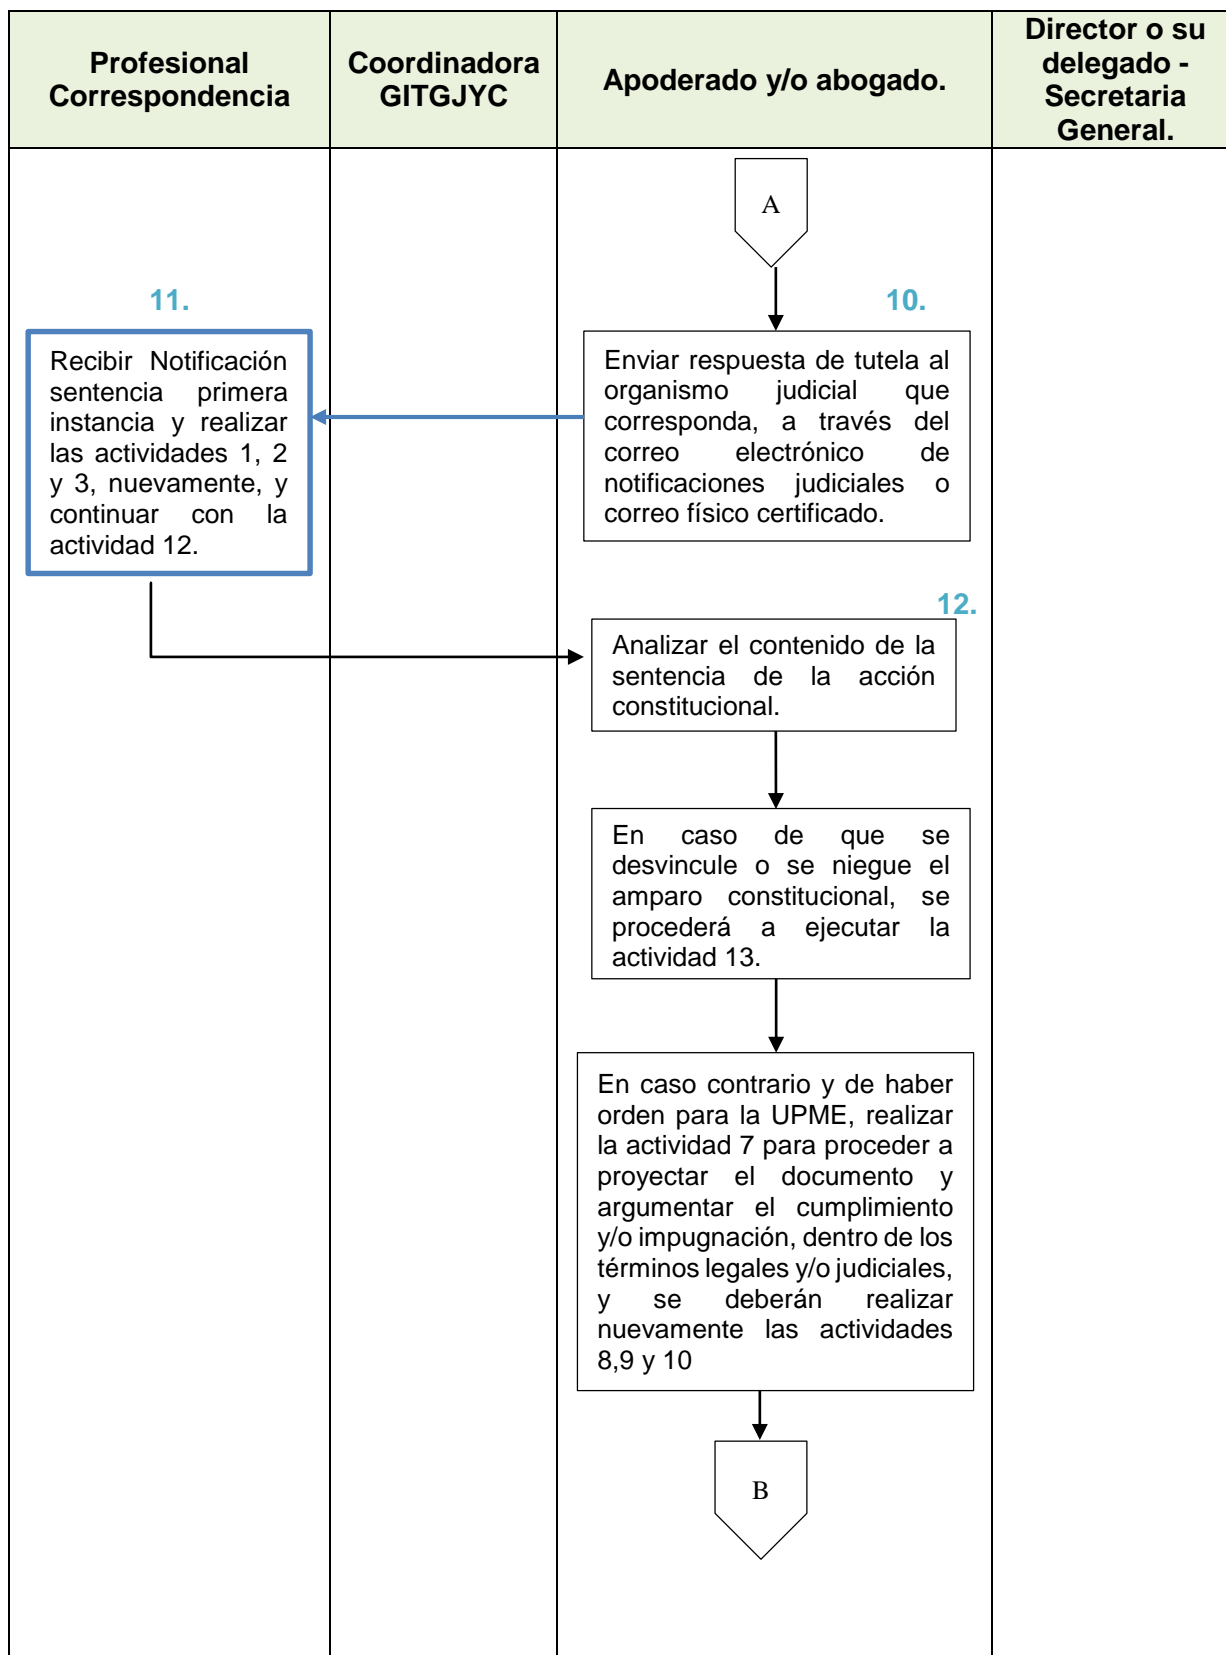 Profesional
Correspondencia
Coordinadora
GITGJYC
Apoderado y/o abogado.
Director o su
delegado -
Secretaria
General.
A
10.
Enviar respuesta de tutela al
organismo judicial que
corresponda, a través del
correo electrónico de
notificaciones judiciales o
correo físico certificado.
11.
Recibir Notificación
sentencia primera
instancia y realizar
las actividades 1, 2
y 3, nuevamente, y
continuar con la
actividad 12.
12.
Analizar el contenido de la
sentencia de la acción
constitucional.
En caso de que se
desvincule o se niegue el
amparo constitucional, se
procederá a ejecutar la
actividad 13.
En caso contrario y de haber
orden para la UPME, realizar
la actividad 7 para proceder a
proyectar el documento y
argumentar el cumplimiento
y/o impugnación, dentro de los
términos legales y/o judiciales,
y se deberán realizar
nuevamente las actividades
8,9 y 10
B